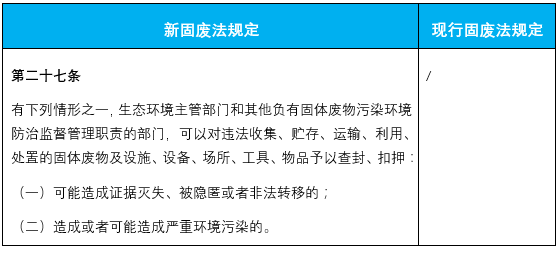 新固废法规定
现行固废法规定
第二十七条
/
有下列情形之一，生态环境主管部门和其他负有固体废物污染环境
防治监督管理职责的部门，可以对违法收集、贮存、运输、利用、
处置的固体废物及设施、设备、场所、工具、物品予以查封、扣押：
（一）可能造成证据灭失、被隐匿或者非法转移的；
（二）造成或者可能造成严重环境污染的。